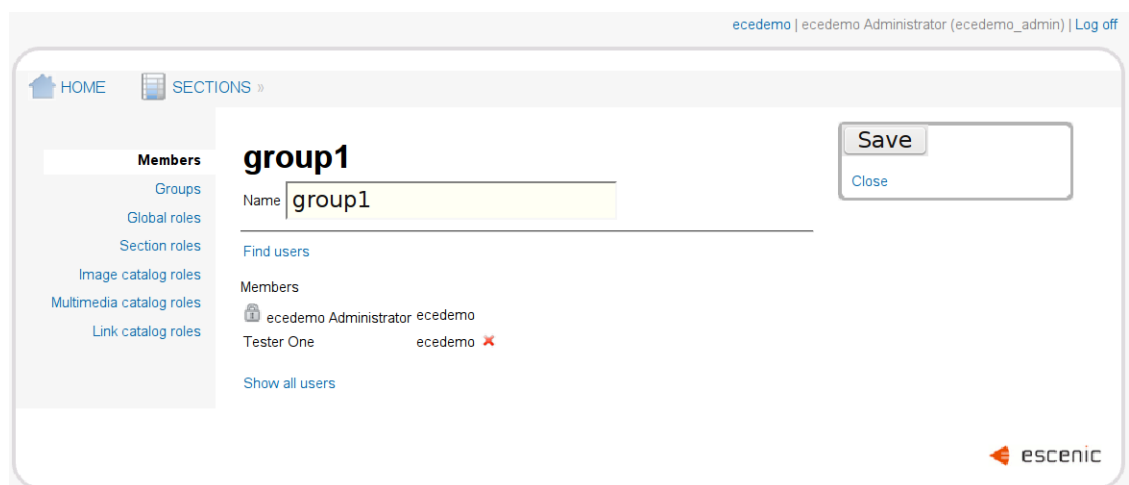 ecedemo | ecedemo Administrator (ecedemo_admin) | Log off
HOME SECTIONS »
Members
Groups
Global roles
Section roles
Image catalog roles
Multimedia catalog roles
Link catalog roles
group1
Name group1
Find users
Members
ecedemo Administrator ecedemo
Tester One ecedemo
Show all users
Save
Close
escenic